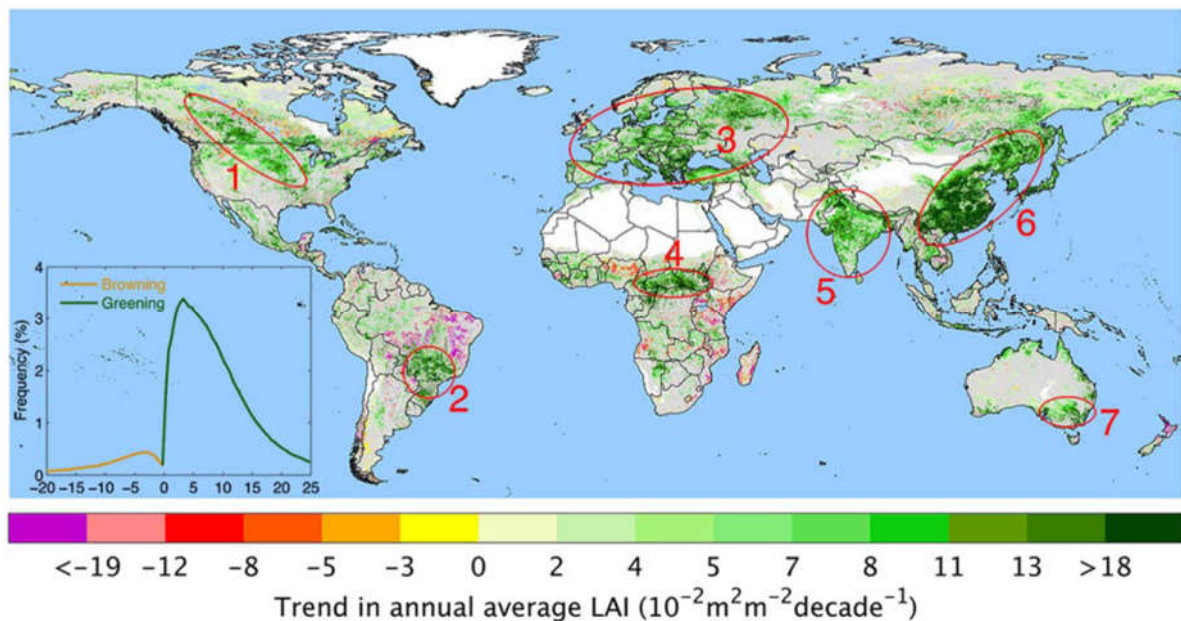 1
2
3
4
5
6
7
Browning
Greening
Frequency (%)
4
3
2
1
0
−20 −15 −10 −5 0 5 10 15 20 25
<−19 −12 −8 −5 −3 0 2 4 5 7 8 11 13 >18
Trend in annual average LAI (10⁻²m²m⁻²decade⁻¹)